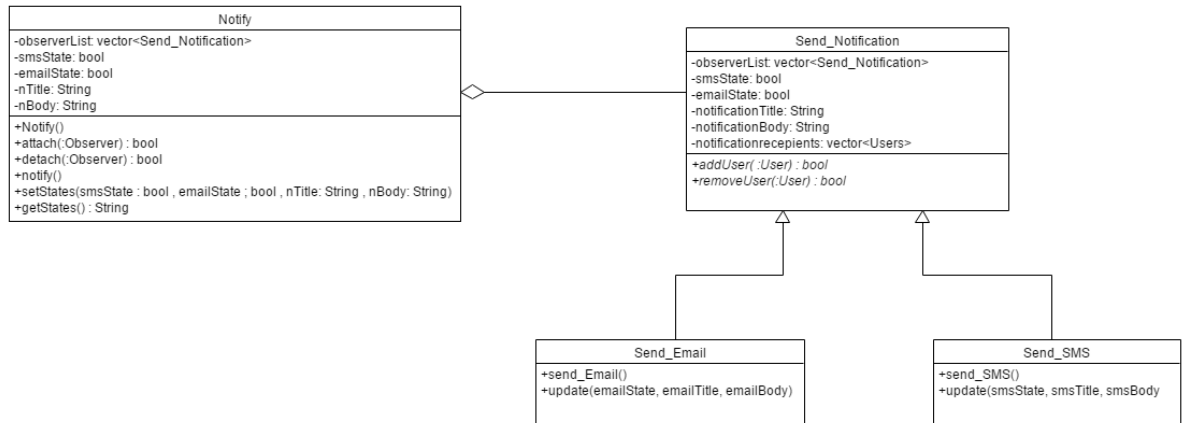 Notify
-observerList: vector<Send_Notification>
-smsState: bool
-emailState: bool
-nTitle: String
-nBody: String
+Notify()
+attach(:Observer) : bool
+detach(:Observer) : bool
+notify()
+setStates(smsState : bool , emailState ; bool , nTitle: String , nBody: String)
+getStates() : String
Send_Notification
-observerList: vector<Send_Notification>
-smsState: bool
-emailState: bool
-notificationTitle: String
-notificationBody: String
-notificationrecepients: vector<Users>
+addUser( :User) : bool
+removeUser(:User) : bool
Send_Email
+send_Email()
+update(emailState, emailTitle, emailBody)
Send_SMS
+send_SMS()
+update(smsState, smsTitle, smsBody